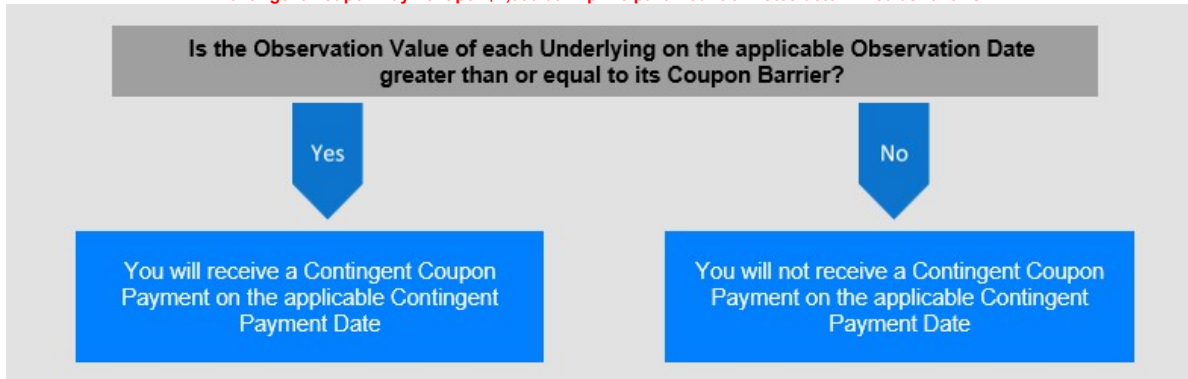 Is the Observation Value of each Underlying on the applicable Observation Date
greater than or equal to its Coupon Barrier?
Yes
No
You will receive a Contingent Coupon
Payment on the applicable Contingent
Payment Date
You will not receive a Contingent Coupon
Payment on the applicable Contingent
Payment Date